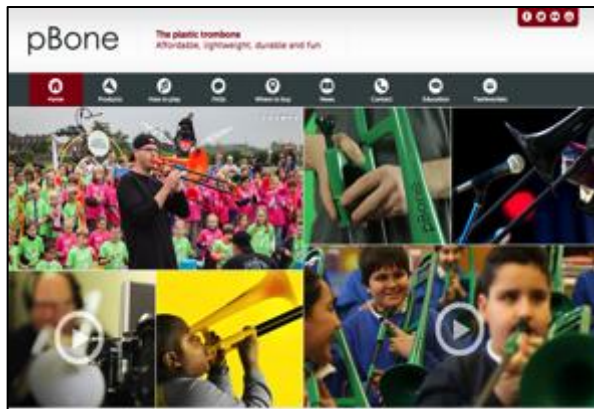 pBone
The plastic trombone
Affordable, lightweight, durable and fun
Home
Products
How to play
FAQs
Where to buy
News
Contact
Education
Testimonials
pBone